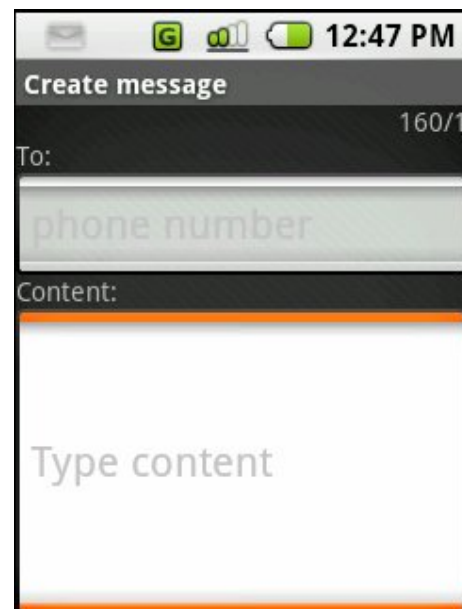 G 12:47 PM
Create message
160/1
To:
phone number
Content:
Type content